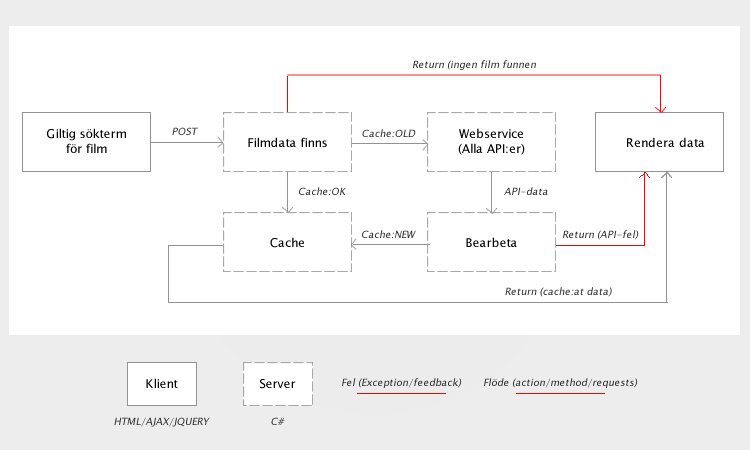 Return (ingen film funnen
Giltig sökterm
för film
POST
Filmdata finns
Cache:OLD
Webservice
(Alla API:er)
Rendera data
Cache:OK
API-data
Cache
Cache:NEW
Bearbeta
Return (API-fel)
Return (cache:at data)
Klient
Server
Fel (Exception/feedback)
Flöde (action/method/requests)
HTML/AJAX/JQUERY
C#